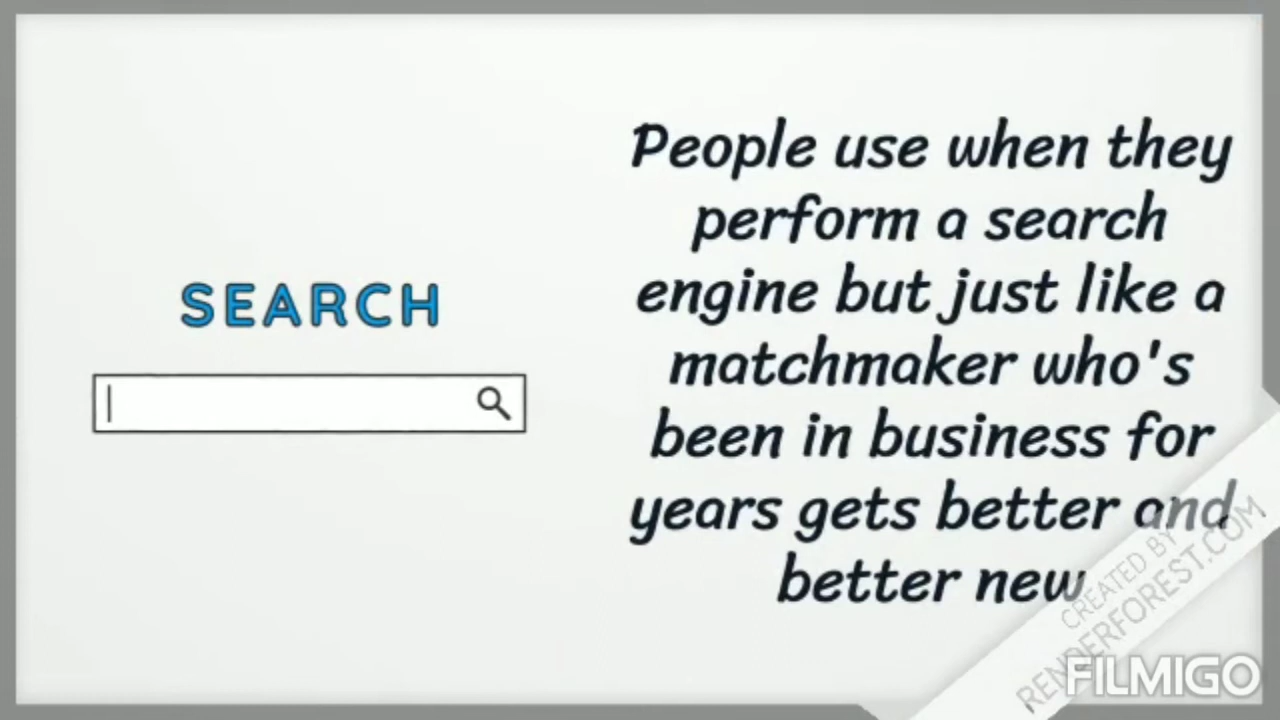 SEARCH
People use when they
perform a search
engine but just like a
matchmaker who's
been in business for
years gets better and
better new
CREATED BY
RENDERFOREST.COM
FILMIGO